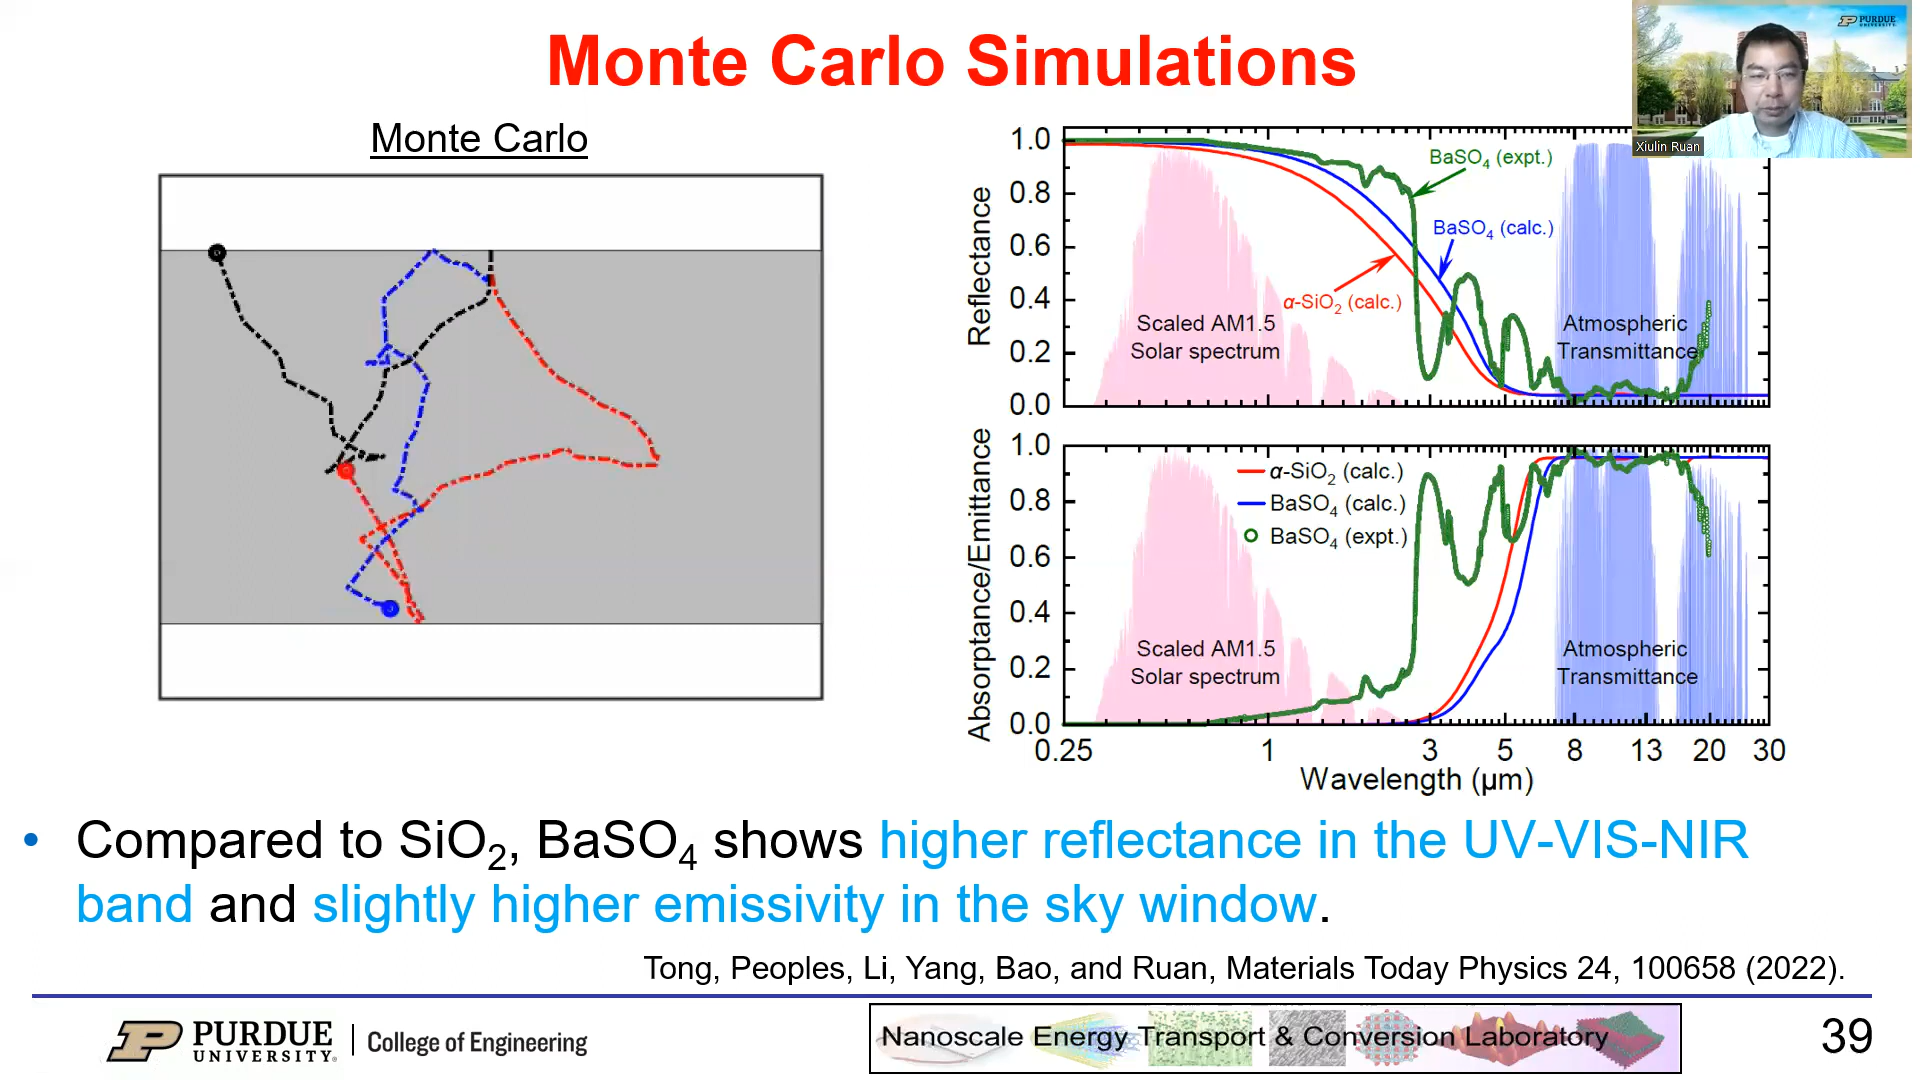 Monte Carlo Simulations
PURDUE
UNIVERSITY
Xiulin Ruan
Monte Carlo
1.0
0.8
0.6
0.4
0.2
0.0
Reflectance
BaSO4 (expt.)
BaSO4 (calc.)
α-SiO2 (calc.)
Scaled AM1.5
Solar spectrum
Atmospheric
Transmittance
1.0
0.8
0.6
0.4
0.2
0.0
Absorptance/Emittance
α-SiO2 (calc.)
BaSO4 (calc.)
BaSO4 (expt.)
Scaled AM1.5
Solar spectrum
Atmospheric
Transmittance
0.25 1 3 5 8 13 20 30
Wavelength (μm)
• Compared to SiO2, BaSO4 shows higher reflectance in the UV-VIS-NIR
band and slightly higher emissivity in the sky window.
Tong, Peoples, Li, Yang, Bao, and Ruan, Materials Today Physics 24, 100658 (2022).
PURDUE
UNIVERSITY.
College of Engineering
Nanoscale Energy Transport & Conversion Laboratory
39